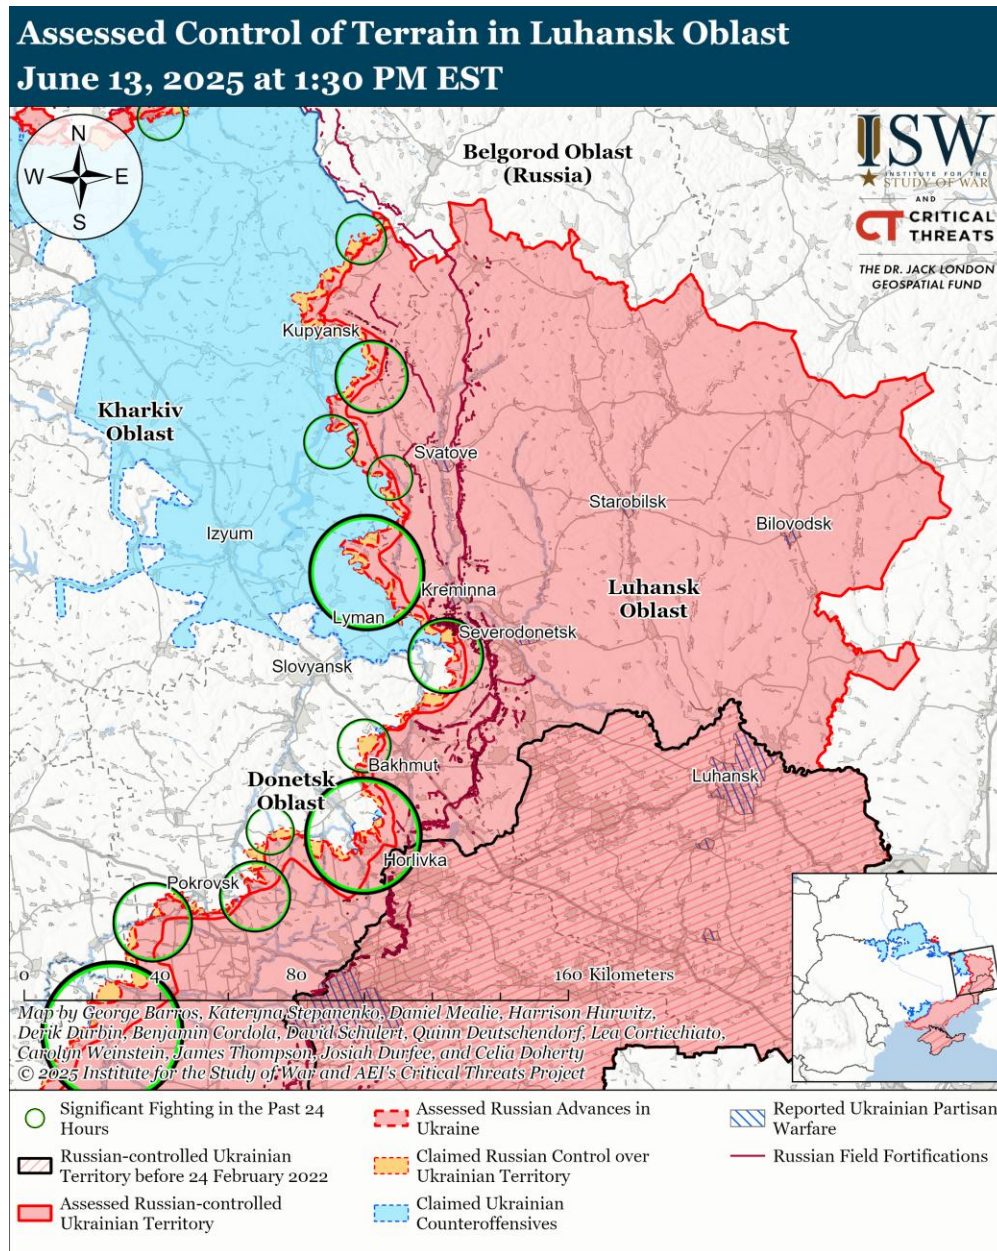 Assessed Control of Terrain in Luhansk Oblast
June 13, 2025 at 1:30 PM EST
N
W
E
S
Belgorod Oblast
(Russia)
ISW
INSTITUTE FOR THE
STUDY OF WAR
AND
CT CRITICAL
THREATS
THE DR. JACK LONDON
GEOSPATIAL FUND
Kupyansk
Kharkiv
Oblast
Svatove
Starobilsk
Bilovodsk
Izyum
Kreminna
Luhansk
Oblast
Lyman
Severodonetsk
Slovyansk
Bakhmut
Luhansk
Donetsk
Oblast
Horlivka
Pokrovsk
0
40
80
160 Kilometers
Map by George Barros, Kateryna Stepanenko, Daniel Mealie, Harrison Hurwitz,
Derik Durbin, Benjamin Cordola, David Schulert, Quinn Deutschendorf, Lea Corticchiato,
Carolyn Weinstein, James Thompson, Josiah Durfee, and Celia Doherty
© 2025 Institute for the Study of War and AEI's Critical Threats Project
Significant Fighting in the Past 24
Hours
Russian-controlled Ukrainian
Territory before 24 February 2022
Assessed Russian-controlled
Ukrainian Territory
Assessed Russian Advances in
Ukraine
Claimed Russian Control over
Ukrainian Territory
Claimed Ukrainian
Counteroffensives
Reported Ukrainian Partisan
Warfare
Russian Field Fortifications